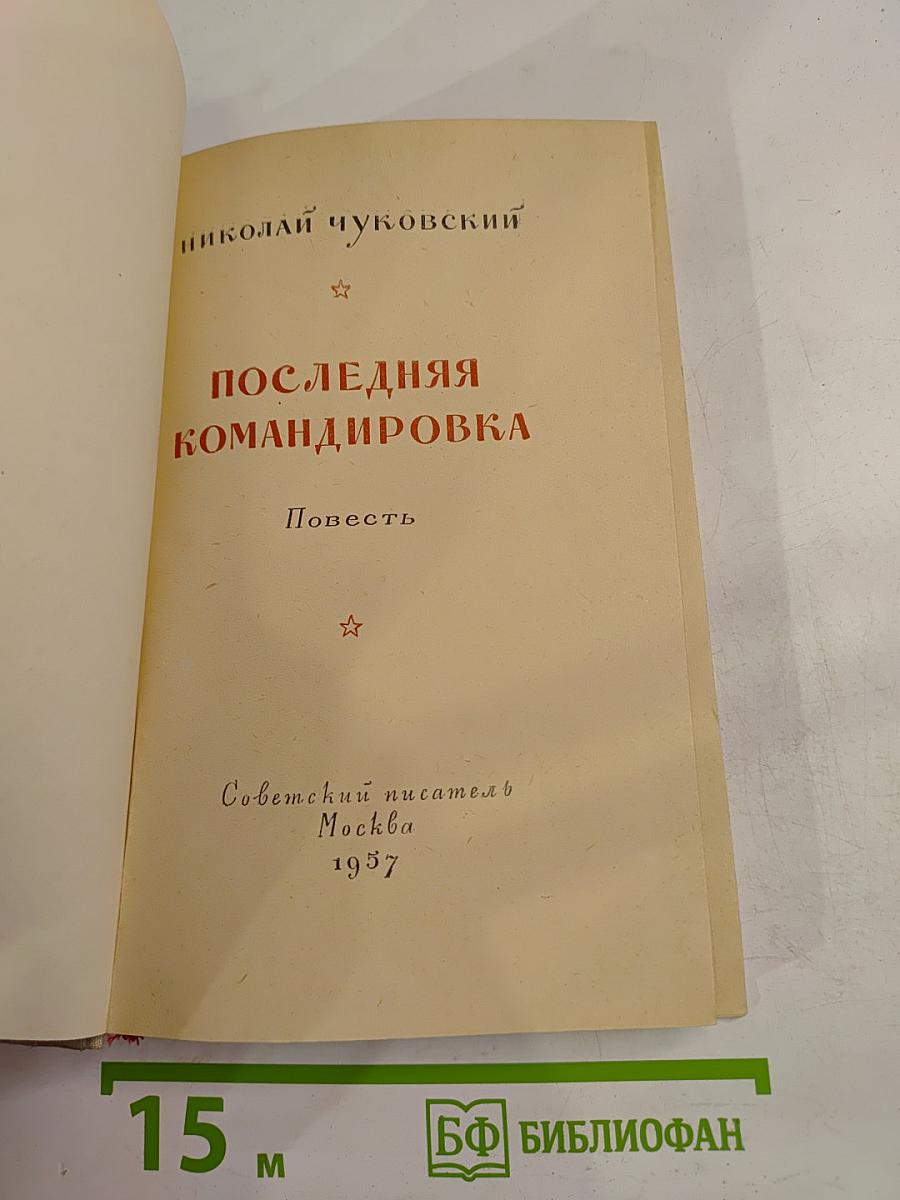 Николай Чуковский
ПОСЛЕДНЯЯ
КОМАНДИРОВКА
Повесть
Советский писатель
Москва
1957
15 м
БФ БИБЛИОФАН